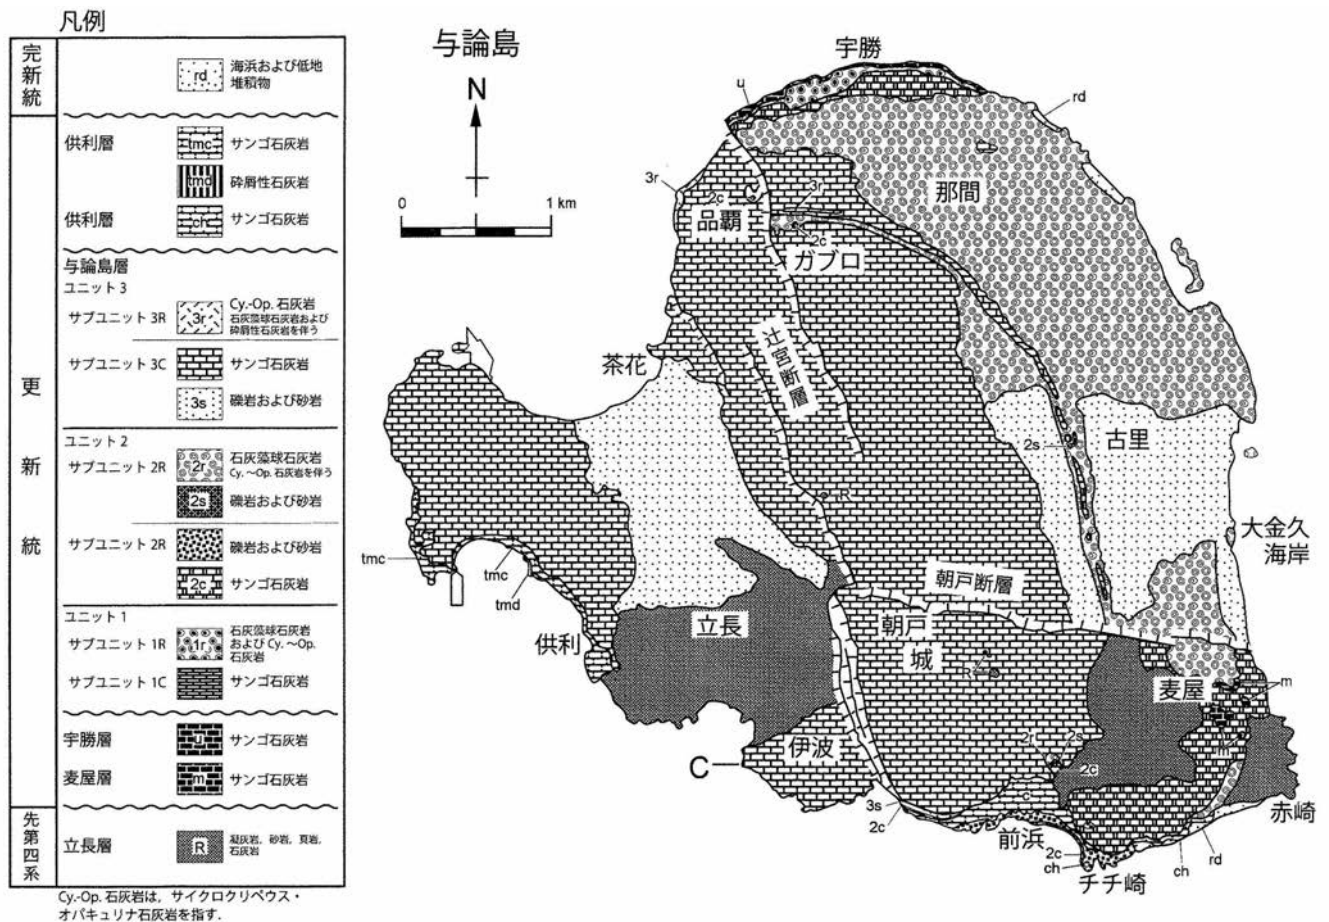 凡例
完新統
rd
海浜および低地
堆積物
更新統
供利層
tmc
サンゴ石灰岩
tmd
砕屑性石灰岩
供利層
ch
サンゴ石灰岩
与論島層
ユニット 3
サブユニット 3R
3r
Cy.-Op. 石灰岩
石灰藻球石灰岩および
砕屑性石灰岩を伴う
サブユニット 3C
サンゴ石灰岩
3s
礫岩および砂岩
ユニット 2
サブユニット 2R
2r
石灰藻球石灰岩
Cy. ～Op. 石灰岩を伴う
2s
礫岩および砂岩
サブユニット 2R
礫岩および砂岩
2c
サンゴ石灰岩
ユニット 1
サブユニット 1R
1r
石灰藻球石灰岩
および Cy. ～Op.
石灰岩
サブユニット 1C
サンゴ石灰岩
宇勝層
u
サンゴ石灰岩
麦屋層
m
サンゴ石灰岩
先第四系
立長層
R
凝灰岩, 砂岩, 頁岩,
石灰岩
Cy.-Op. 石灰岩は, サイクロクリペウス・
オパキュリナ石灰岩を指す.
与論島
N
0
1 km
宇勝
u
rd
3r
2c
品覇
3r
那間
2c
ガブロ
辻宮断層
茶花
古里
2s
R
大金久
海岸
tmc
tmc
tmd
朝戸断層
立長
朝戸
城
供利
R
麦屋
m
m
伊波
2r
2s
2c
C
c
3s
2c
前浜
赤崎
2c
ch
チチ崎
ch
rd